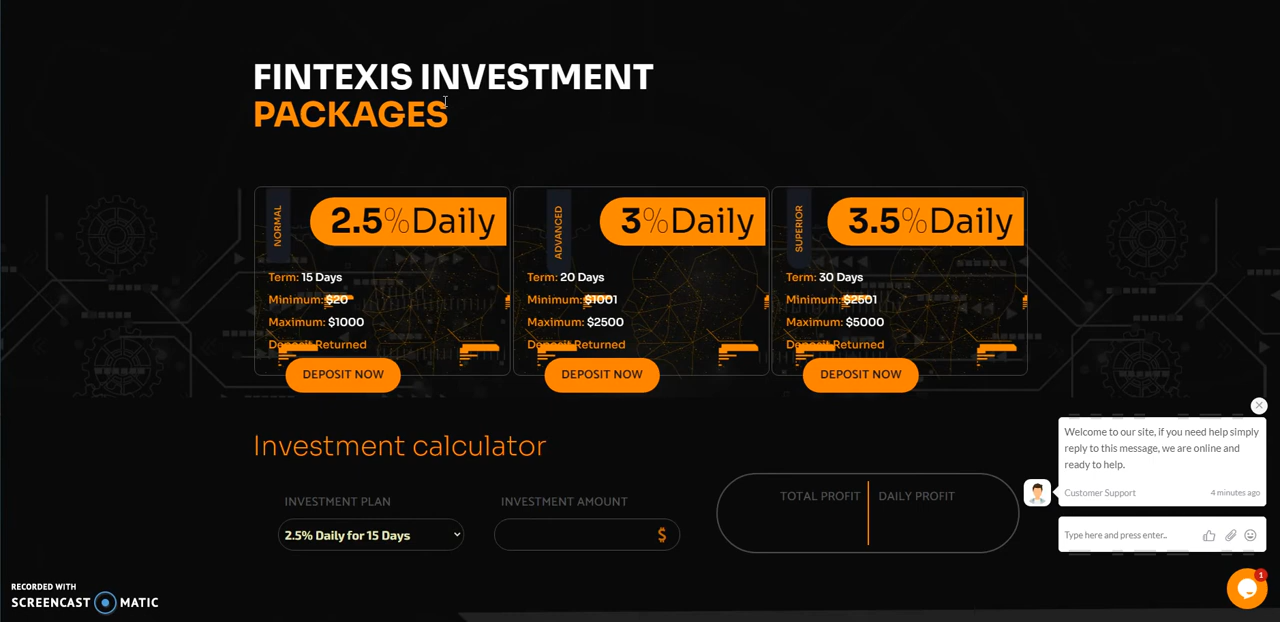 FINTEXIS INVESTMENT
PACKAGES
NORMAL
2.5%Daily
Term: 15 Days
Minimum: $20
Maximum: $1000
Deposit Returned
DEPOSIT NOW
ADVANCED
3%Daily
Term: 20 Days
Minimum: $1001
Maximum: $2500
Deposit Returned
DEPOSIT NOW
SUPERIOR
3.5%Daily
Term: 30 Days
Minimum: $2501
Maximum: $5000
Deposit Returned
DEPOSIT NOW
Investment calculator
INVESTMENT PLAN
2.5% Daily for 15 Days
INVESTMENT AMOUNT
$
TOTAL PROFIT
DAILY PROFIT
Welcome to our site, if you need help simply
reply to this message, we are online and
ready to help.
Customer Support
4 minutes ago
Type here and press enter..
1
RECORDED WITH
SCREENCAST MATIC